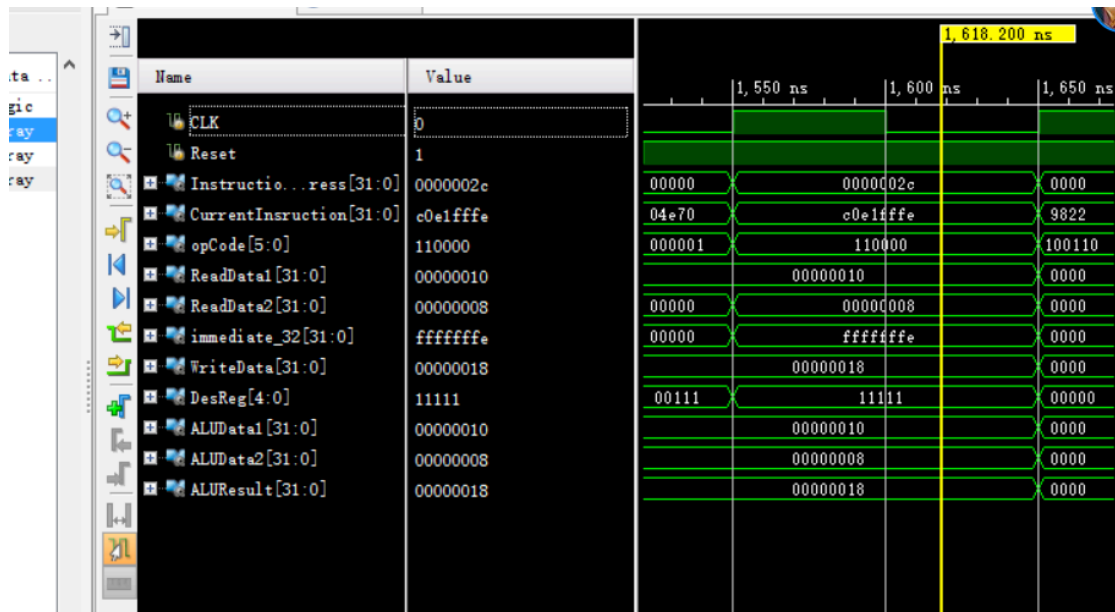 1,618.200 ns
ta ..
Name Value
1,550 ns 1,600 ns 1,650 ns
gic
CLK 0
ray
Reset 1
ray
ray
Instructio...ress[31:0] 0000002c 00000 0000002c 0000
CurrentInsruction[31:0] c0e1fffe 04e70 c0e1fffe 9822
opCode[5:0] 110000 000001 110000 100110
ReadData1[31:0] 00000010 00000010 0000
ReadData2[31:0] 00000008 00000 00000008 0000
immediate_32[31:0] fffffffe 00000 fffffffe 0000
WriteData[31:0] 00000018 00000018 0000
DesReg[4:0] 11111 00111 11111 00000
ALUData1[31:0] 00000010 00000010 0000
ALUData2[31:0] 00000008 00000008 0000
ALUResult[31:0] 00000018 00000018 0000